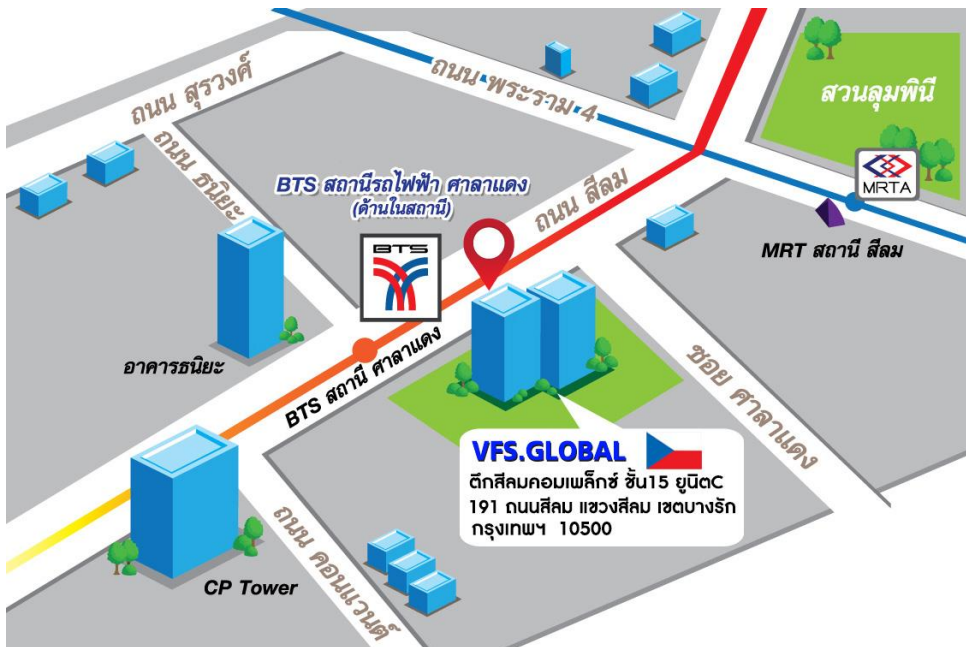 ถนน สุรวงศ์
ถนน พระราม 4
สวนลุมพินี
ถนน ธนิยะ
BTS สถานีรถไฟฟ้า ศาลาแดง
(ด้านในสถานี)
ถนน สีลม
MRTA
BTS
MRT สถานี สีลม
อาคารธนิยะ
BTS สถานี ศาลาแดง
ซอย ศาลาแดง
VFS.GLOBAL
ตึกสีลมคอมเพล็กซ์ ชั้น15 ยูนิตC
191 ถนนสีลม แขวงสีลม เขตบางรัก
กรุงเทพฯ 10500
CP Tower
ถนน คอนแวนต์